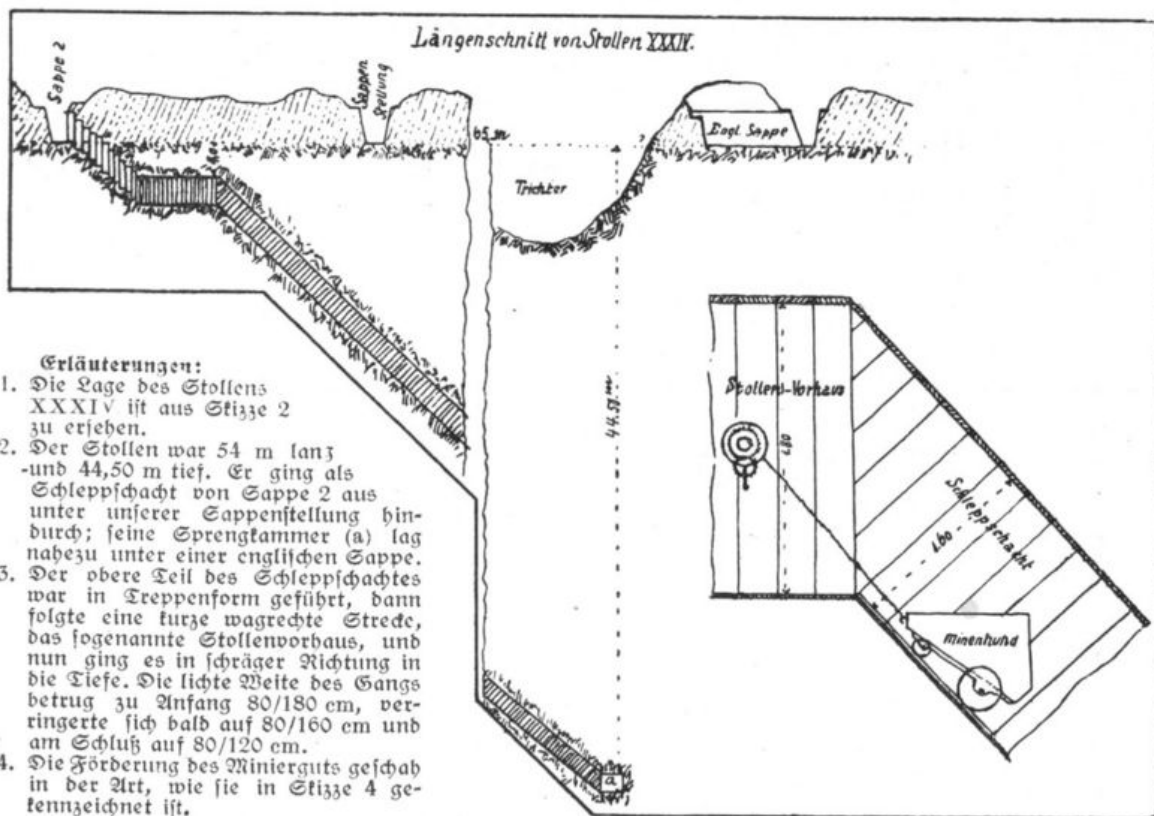 Längenschnitt von Stollen XXXIV.
Sappe 2
Sappen
Stellung
65 m
Trichter
Engl. Sappe
44.50 m
a
Stollens-Vorhaus
1.80
Schleppschacht
1.60
Minenhund
Erläuterungen:
1. Die Lage des Stollens
XXXIV ist aus Skizze 2
zu ersehen.
2. Der Stollen war 54 m lang
und 44,50 m tief. Er ging als
Schleppschacht von Sappe 2 aus
unter unserer Sappenstellung hin-
durch; seine Sprengkammer (a) lag
nahezu unter einer englischen Sappe.
3. Der obere Teil des Schleppschachtes
war in Treppenform geführt, dann
folgte eine kurze wagrechte Strecke,
das sogenannte Stollenvorhaus, und
nun ging es in schräger Richtung in
die Tiefe. Die lichte Weite des Gangs
betrug zu Anfang 80/180 cm, ver-
ringerte sich bald auf 80/160 cm und
am Schluß auf 80/120 cm.
4. Die Förderung des Minierguts geschah
in der Art, wie sie in Skizze 4 ge-
kennzeichnet ist.